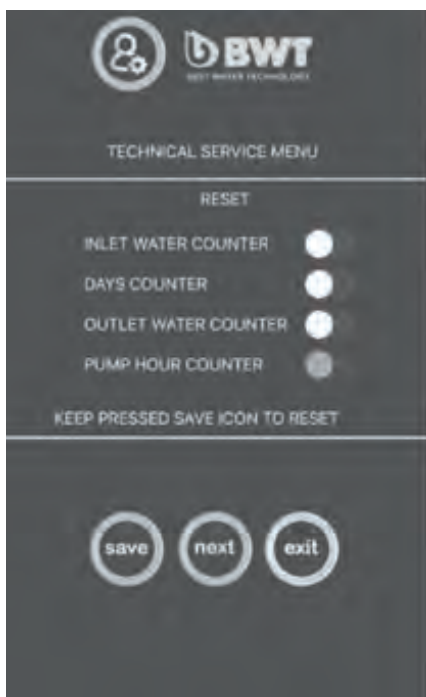 BWT
BEST WATER TECHNOLOGY
TECHNICAL SERVICE MENU
RESET
INLET WATER COUNTER
DAYS COUNTER
OUTLET WATER COUNTER
PUMP HOUR COUNTER
KEEP PRESSED SAVE ICON TO RESET
save next exit